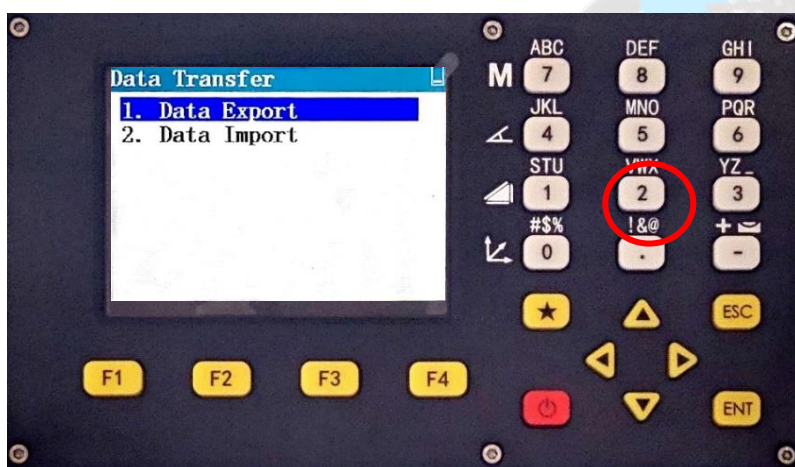 Data Transfer
1. Data Export
2. Data Import
ABC DEF GHI
M 7 8 9
JKL MNO PQR
4 5 6
STU VWX YZ_
1 2 3
#$% !&@ +
0 . -
ESC
F1 F2 F3 F4
ENT